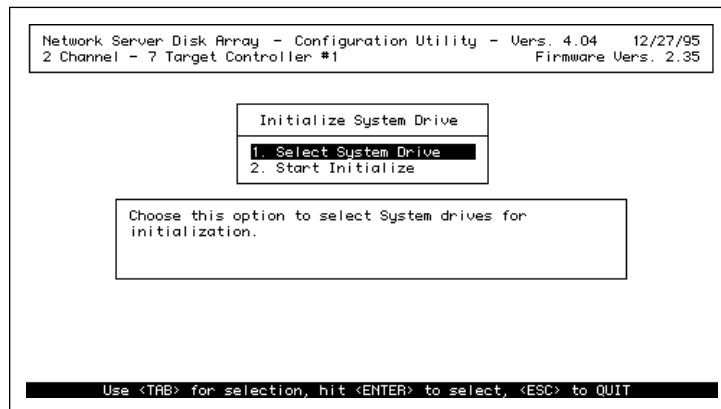 Network Server Disk Array - Configuration Utility - Vers. 4.04 12/27/95
2 Channel - 7 Target Controller #1 Firmware Vers. 2.35
Initialize System Drive
1. Select System Drive
2. Start Initialize
Choose this option to select System drives for
initialization.
Use <TAB> for selection, hit <ENTER> to select, <ESC> to QUIT